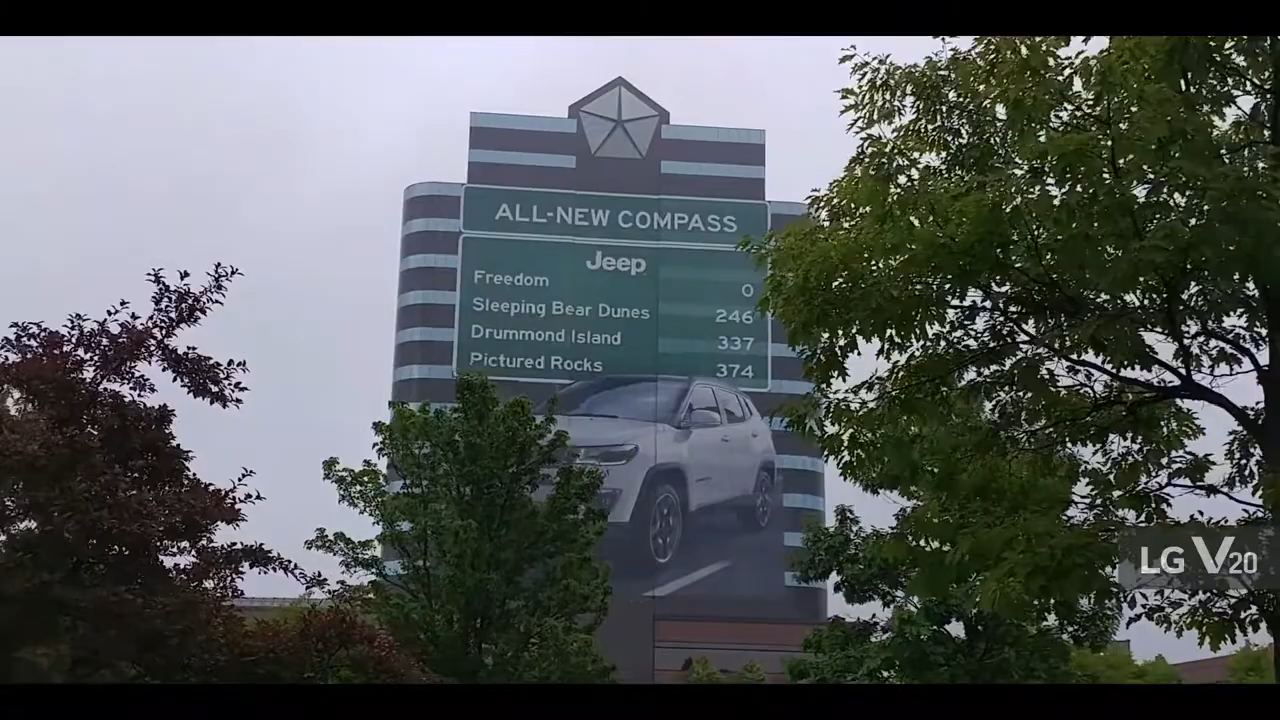 ALL-NEW COMPASS
Jeep
Freedom 0
Sleeping Bear Dunes 246
Drummond Island 337
Pictured Rocks 374
LG V20